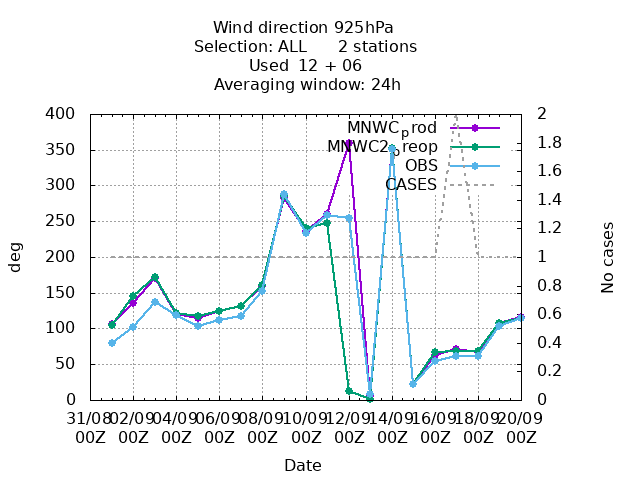 Wind direction 925hPa
Selection: ALL      2 stations
Used  12 + 06
Averaging window: 24h
400
350
300
250
200
150
100
50
0
deg
2
1.8
1.6
1.4
1.2
1
0.8
0.6
0.4
0.2
0
No cases
MNWC_prod
MNWC2_preop
OBS
CASES
31/09 02/09 04/09 06/09 08/09 10/09 12/09 14/09 16/09 18/09 20/09
00Z 00Z 00Z 00Z 00Z 00Z 00Z 00Z 00Z 00Z 00Z
Date